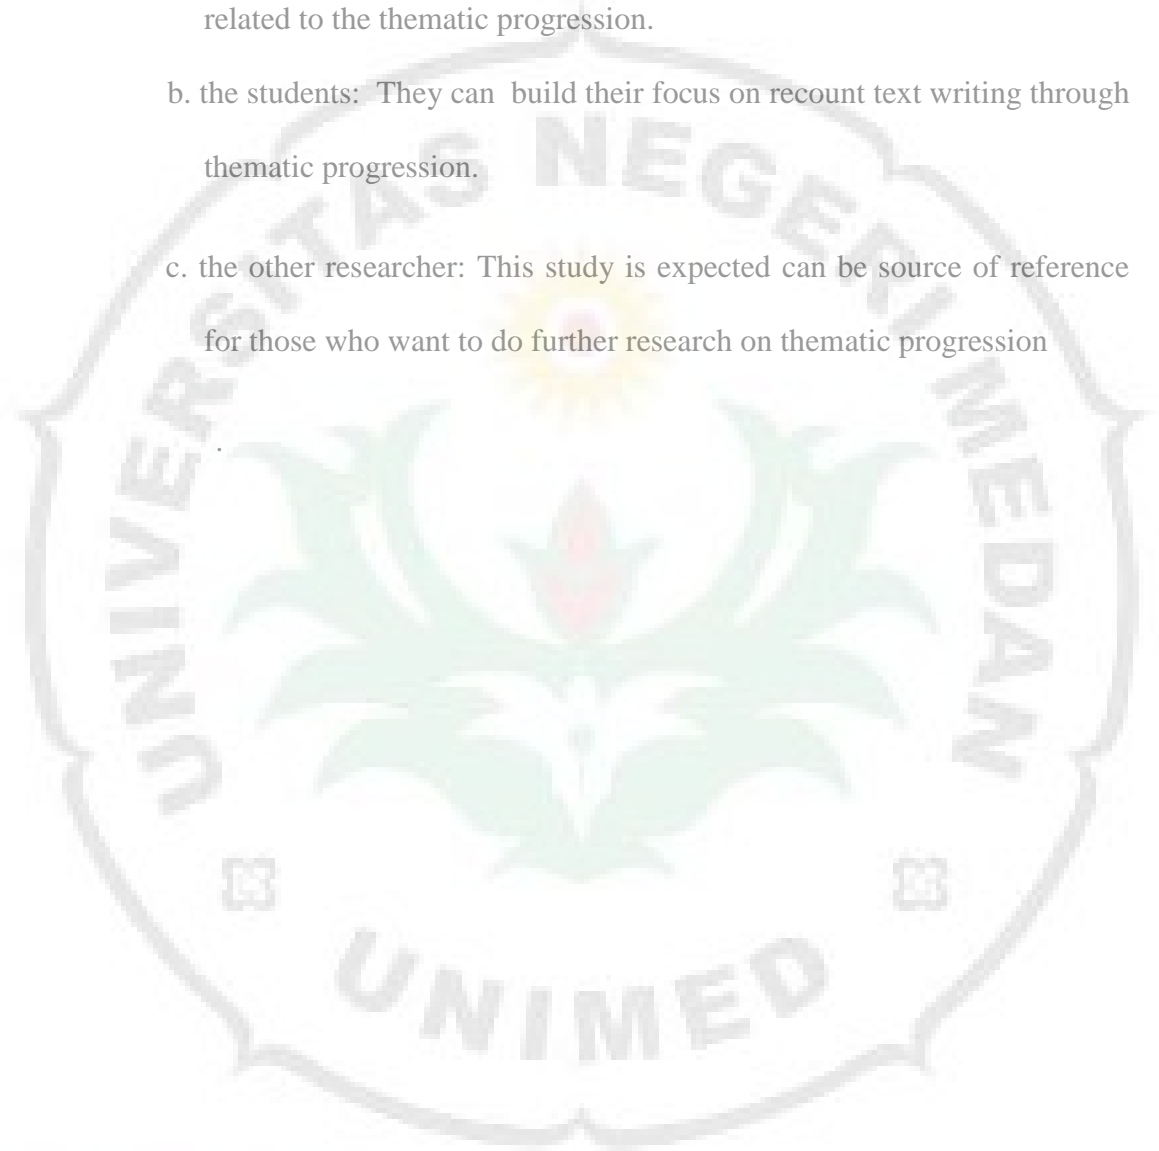 related to the thematic progression.
b. the students: They can build their focus on recount text writing through
thematic progression.
c. the other researcher: This study is expected can be source of reference
for those who want to do further research on thematic progression
.
UNIVERSITAS NEGERI MEDAN
UNIMED